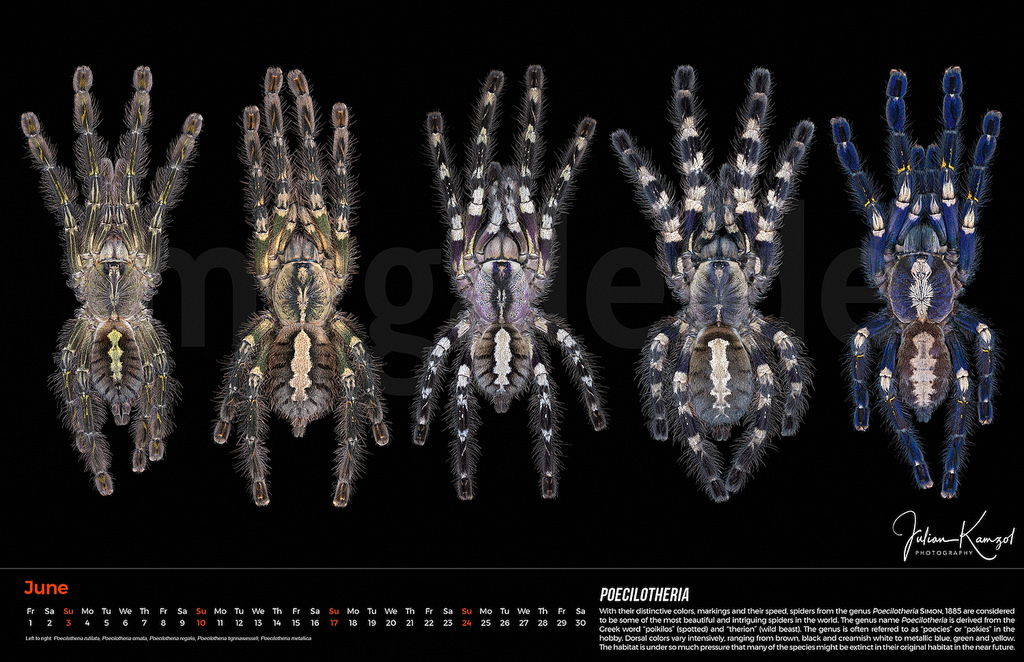 Julian Kamzol
PHOTOGRAPHY
June
Fr Sa Su Mo Tu We Th Fr Sa Su Mo Tu We Th Fr Sa Su Mo Tu We Th Fr Sa Su Mo Tu We Th Fr Sa
1 2 3 4 5 6 7 8 9 10 11 12 13 14 15 16 17 18 19 20 21 22 23 24 25 26 27 28 29 30
Left to right: Poecilotheria rufilata, Poecilotheria ornata, Poecilotheria regalis, Poecilotheria tigrinawesseli, Poecilotheria metallica
POECILOTHERIA
With their distinctive colors, markings and their speed, spiders from the genus Poecilotheria SIMON, 1885 are considered
to be some of the most beautiful and intriguing spiders in the world. The genus name Poecilotheria is derived from the
Greek word "poikilos" (spotted) and "therion" (wild beast). The genus is often referred to as "poecies" or "pokies" in the
hobby. Dorsal colors vary intensively, ranging from brown, black and creamish white to metallic blue, green and yellow.
The habitat is under so much pressure that many of the species might be extinct in their original habitat in the near future.